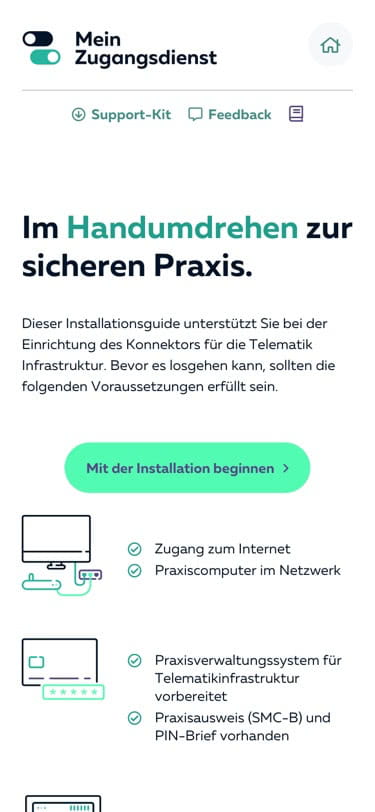 Mein
Zugangsdienst
Support-Kit
Feedback
Im Handumdrehen zur
sicheren Praxis.
Dieser Installationsguide unterstützt Sie bei der
Einrichtung des Konnektors für die Telematik
Infrastruktur. Bevor es losgehen kann, sollten die
folgenden Voraussetzungen erfüllt sein.
Mit der Installation beginnen
Zugang zum Internet
Praxiscomputer im Netzwerk
Praxisverwaltungssystem für
Telematikinfrastruktur
vorbereitet
Praxisausweis (SMC-B) und
PIN-Brief vorhanden